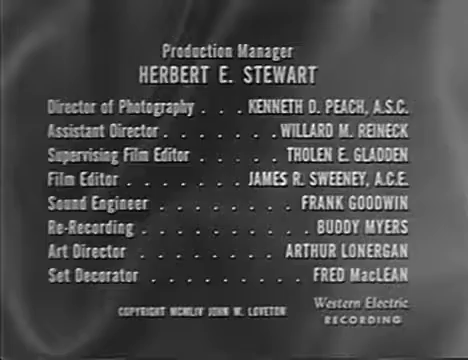 Production Manager
HERBERT E. STEWART
Director of Photography . . . KENNETH D. PEACH, A.S.C.
Assistant Director . . . . . . . WILLARD M. REINECK
Supervising Film Editor . . . . . THOLEN E. GLADDEN
Film Editor . . . . . . . JAMES R. SWEENEY, A.C.E.
Sound Engineer . . . . . . . . FRANK GOODWIN
Re-Recording . . . . . . . . . . BUDDY MYERS
Art Director . . . . . . . . ARTHUR LONERGAN
Set Decorator . . . . . . . . . FRED MacLEAN
COPYRIGHT MCMLIV JOHN W. LOVETON
Western Electric
RECORDING